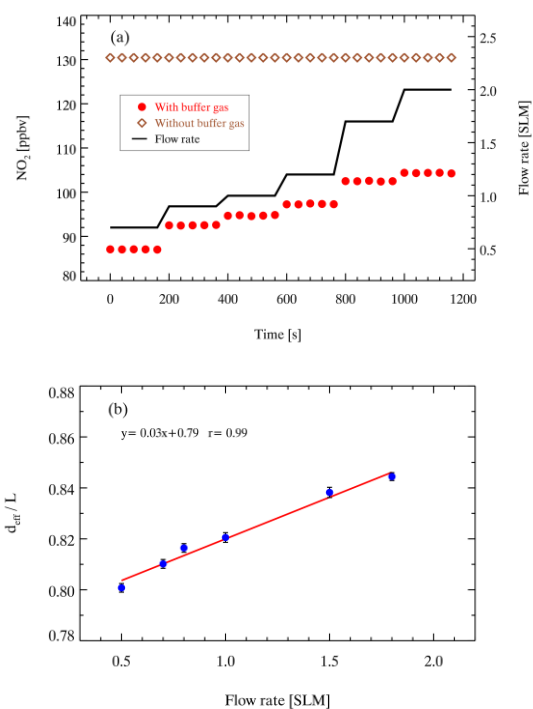 (a)
140
130
120
110
100
90
80
NO2 [ppbv]
With buffer gas
Without buffer gas
Flow rate
2.5
2.0
1.5
1.0
0.5
Flow rate [SLM]
0 200 400 600 800 1000 1200
Time [s]
(b)
y= 0.03x+0.79 r= 0.99
0.88
0.86
0.84
0.82
0.80
0.78
deff / L
0.5 1.0 1.5 2.0
Flow rate [SLM]